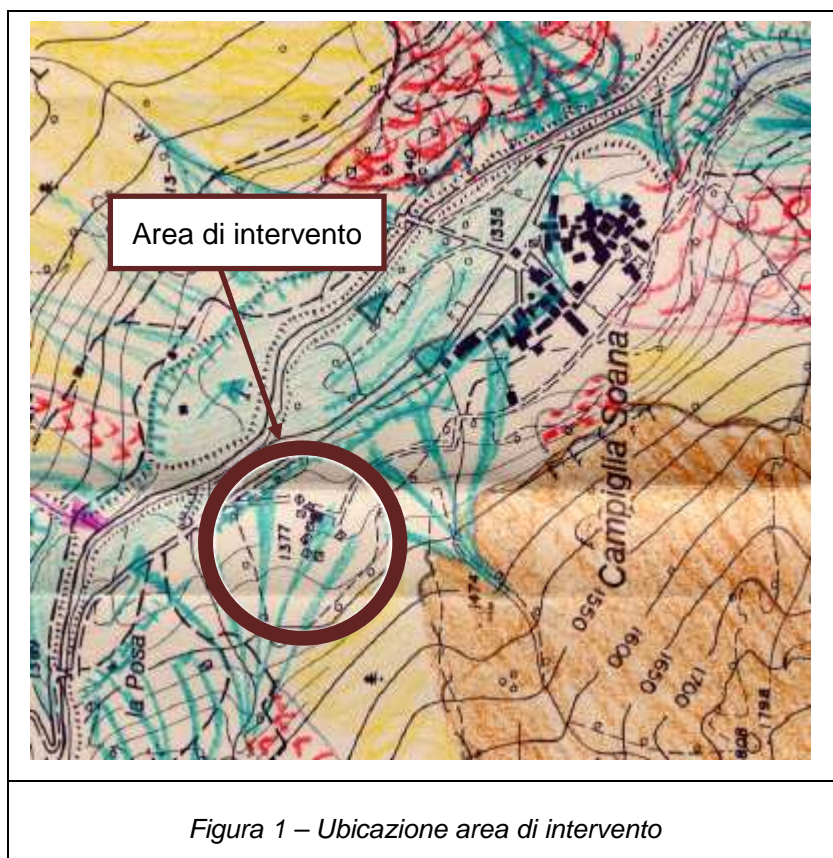 Area di intervento
1335
1377
Campiglia Soana
1474
la Posa
1550
1600
1650
1700
1798
Figura 1 – Ubicazione area di intervento